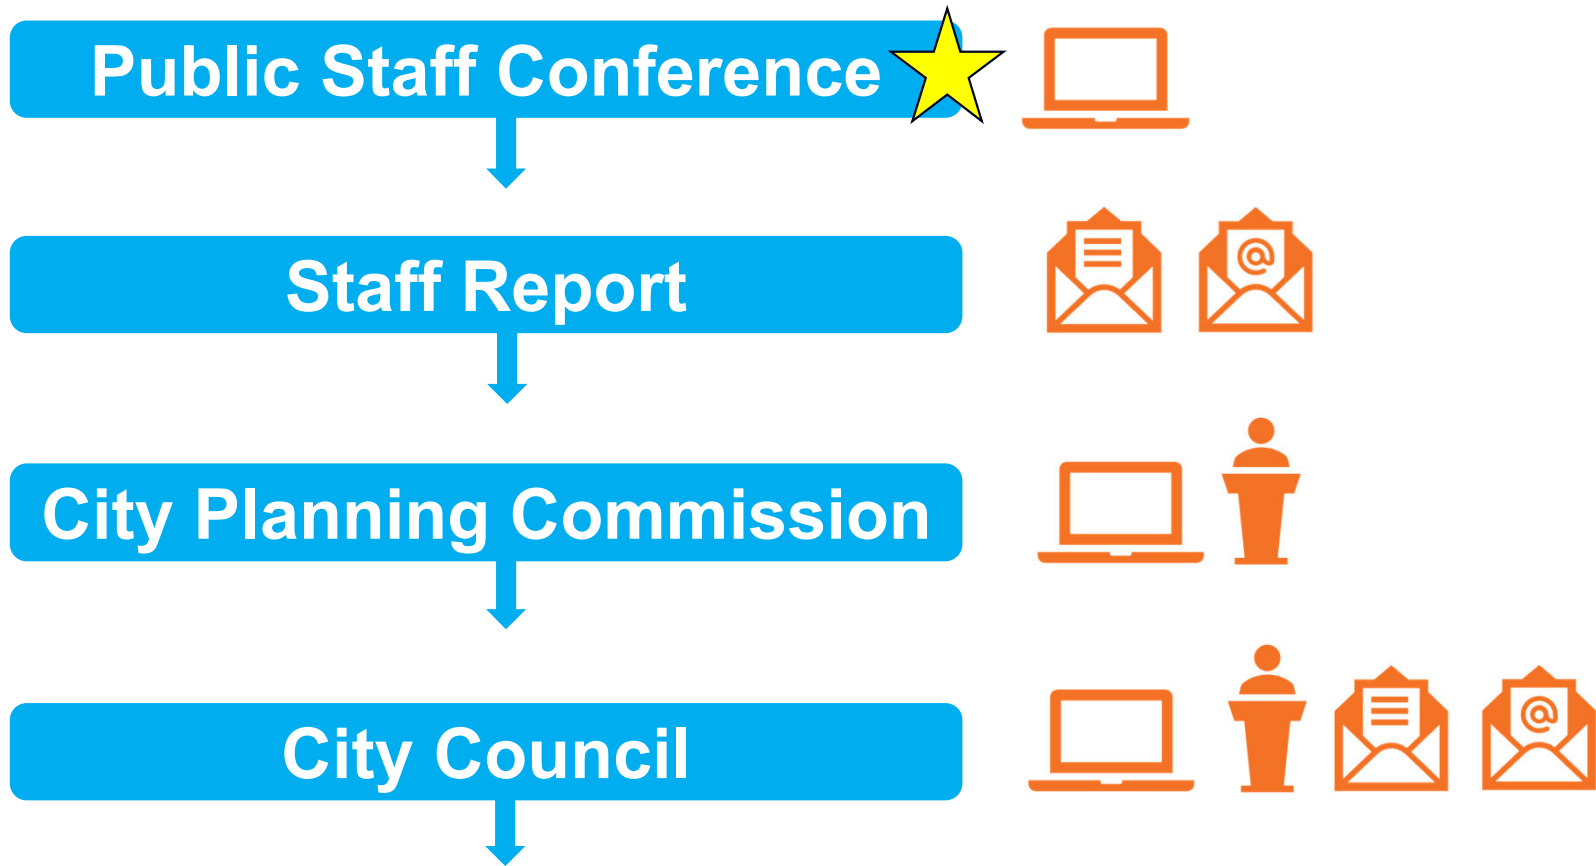 Public Staff Conference
Staff Report
@
City Planning Commission
City Council
@